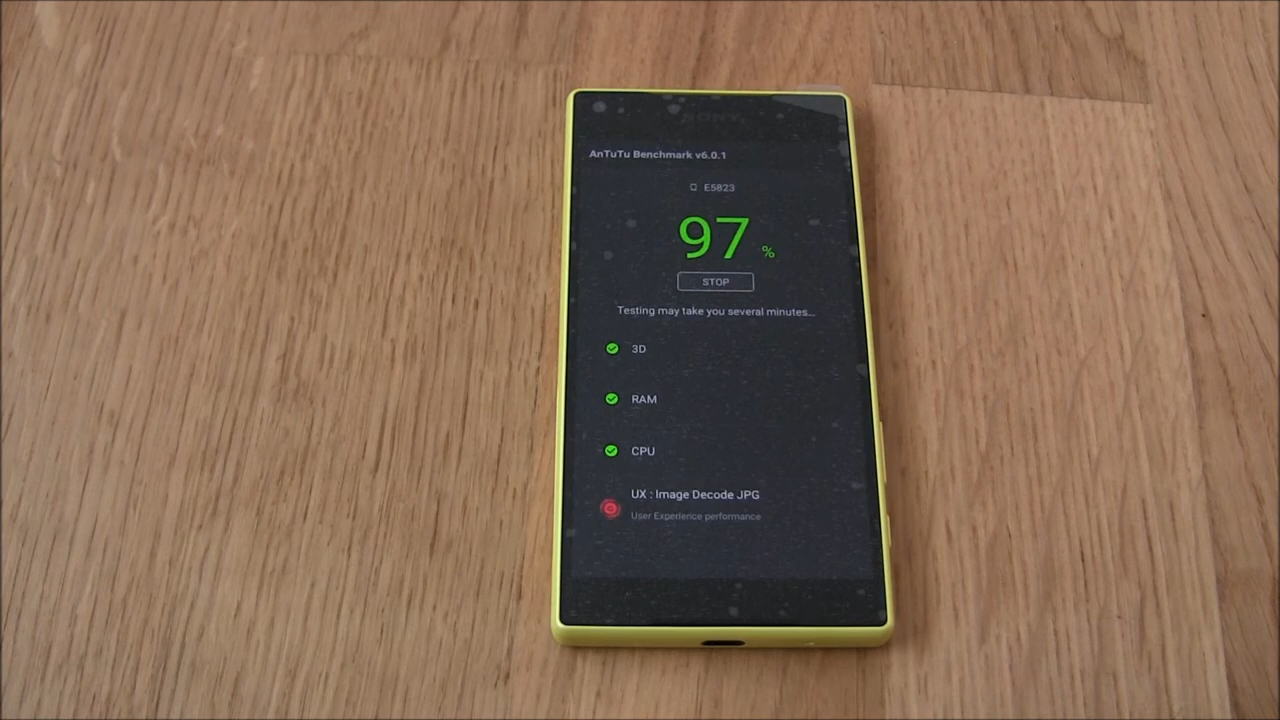 SONY
AnTuTu Benchmark v6.0.1
E5823
97 %
STOP
Testing may take you several minutes...
3D
RAM
CPU
UX : Image Decode JPG
User Experience performance